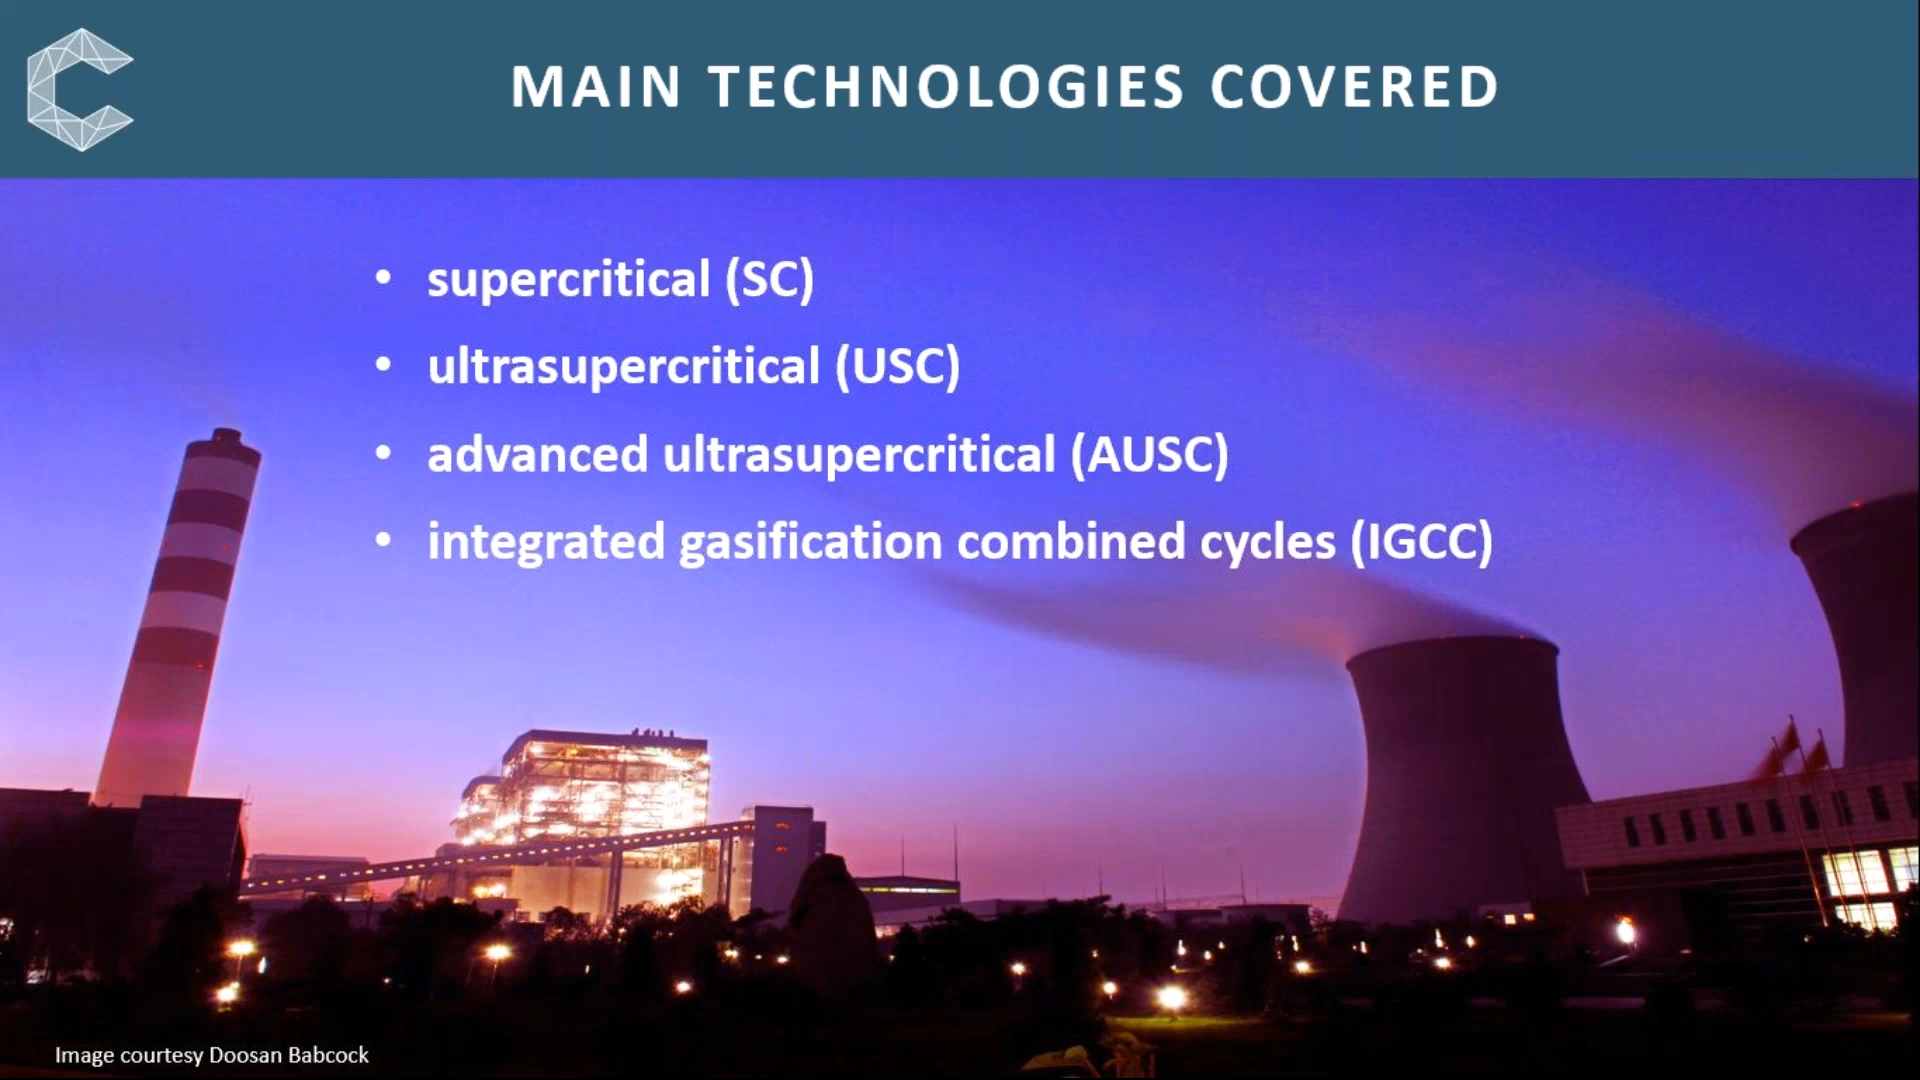 MAIN TECHNOLOGIES COVERED
• supercritical (SC)
• ultrasupercritical (USC)
• advanced ultrasupercritical (AUSC)
• integrated gasification combined cycles (IGCC)
Image courtesy Doosan Babcock